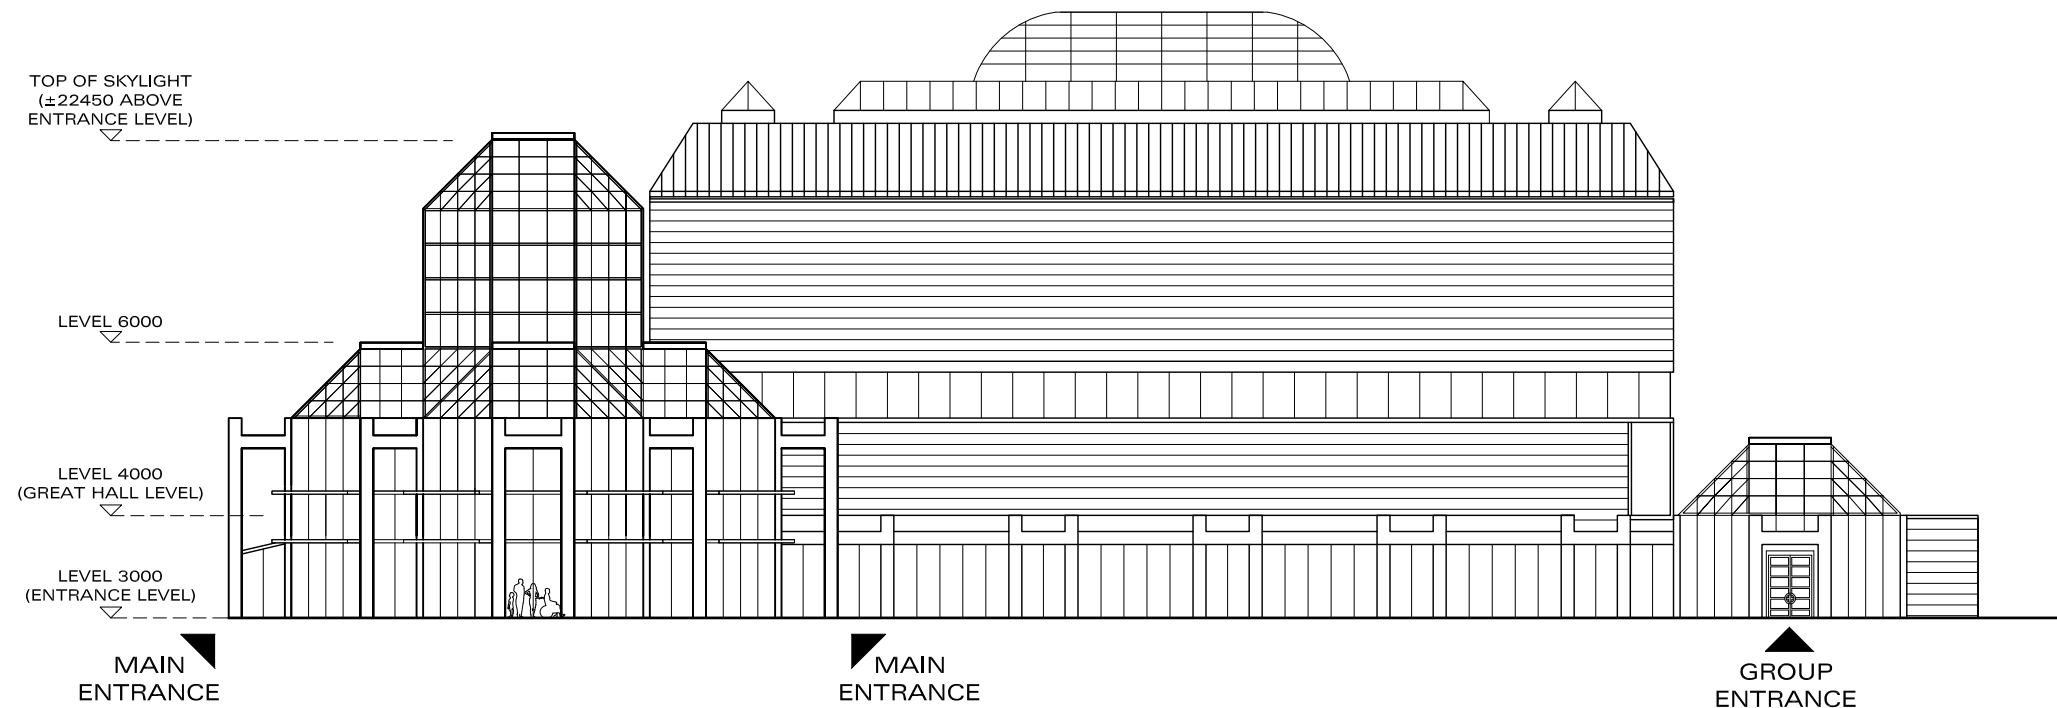 TOP OF SKYLIGHT
(±22450 ABOVE
ENTRANCE LEVEL)
LEVEL 6000
LEVEL 4000
(GREAT HALL LEVEL)
LEVEL 3000
(ENTRANCE LEVEL)
MAIN
ENTRANCE
MAIN
ENTRANCE
GROUP
ENTRANCE